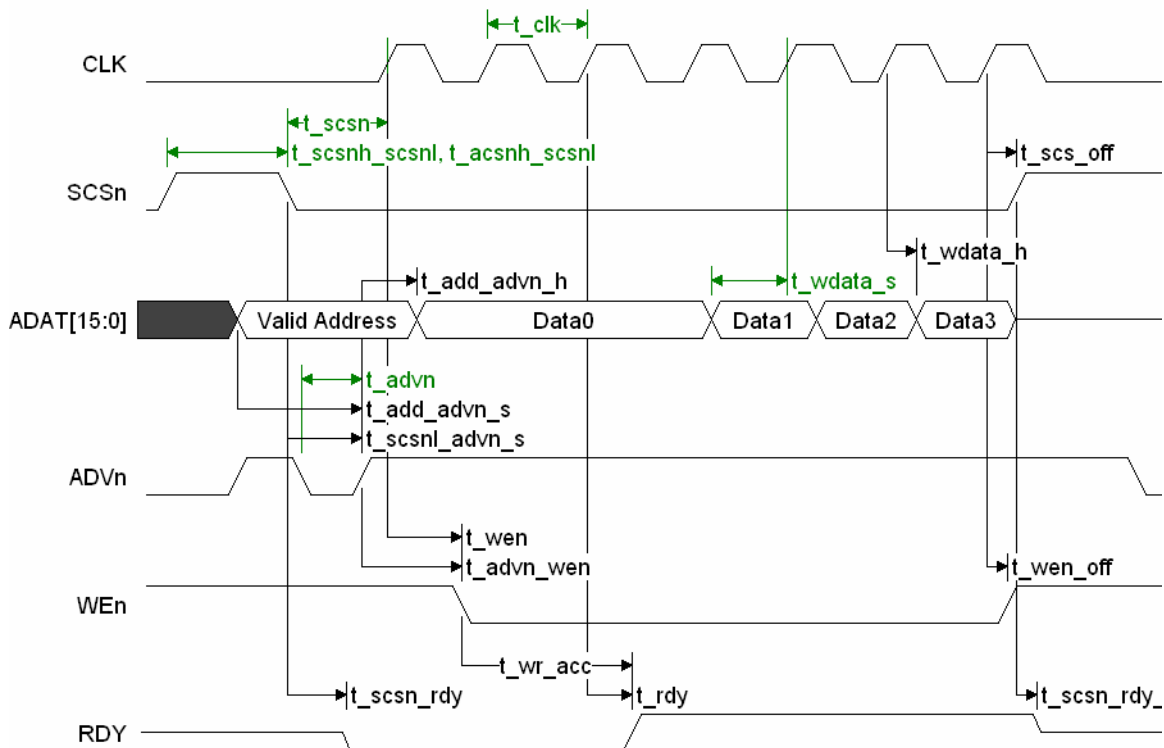 t_clk
CLK
t_scsn
t_scsnh_scsnl, t_acsnh_scsnl
t_scs_off
SCSn
t_wdata_h
t_add_advn_h
t_wdata_s
ADAT[15:0]
Valid Address
Data0
Data1
Data2
Data3
t_advn
t_add_advn_s
t_scsnl_advn_s
ADVn
t_wen
t_advn_wen
t_wen_off
WEn
t_wr_acc
t_scsn_rdy
t_rdy
t_scsn_rdy_
RDY